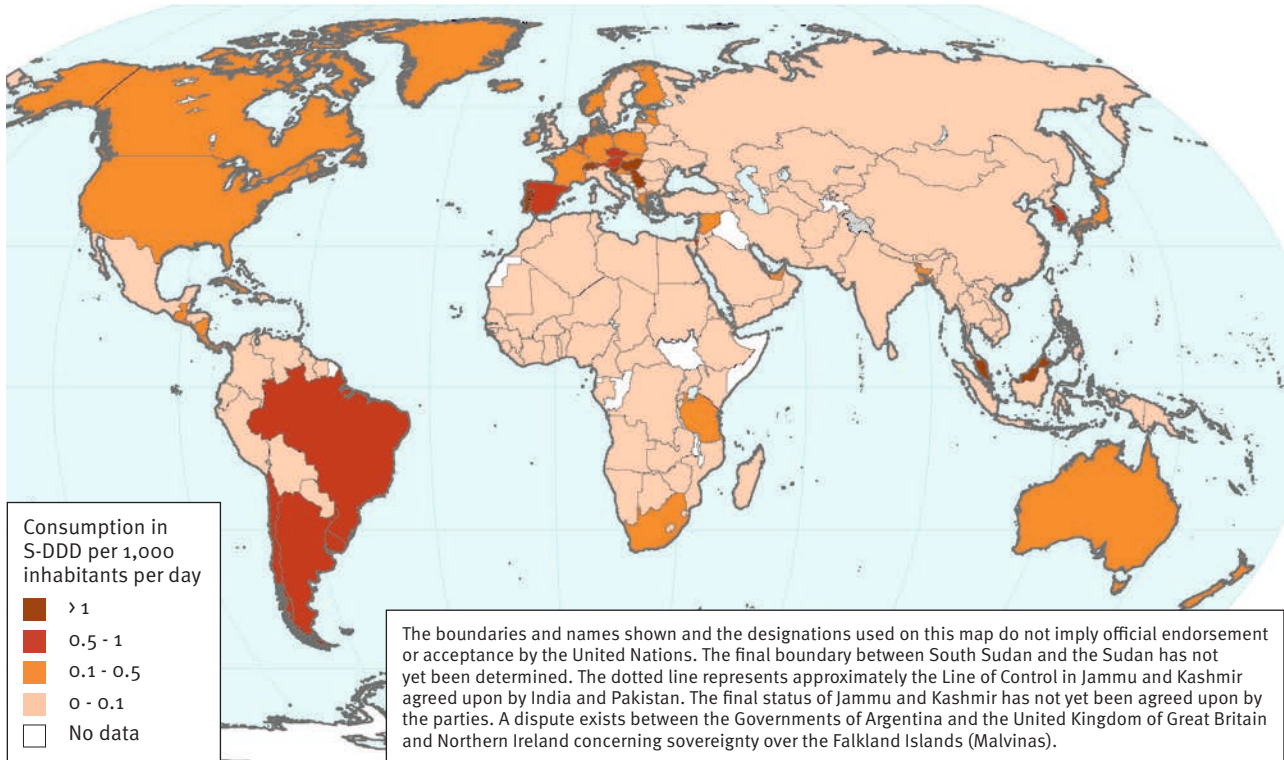 Consumption in
S-DDD per 1,000
inhabitants per day
> 1
0.5 - 1
0.1 - 0.5
0 - 0.1
No data
The boundaries and names shown and the designations used on this map do not imply official endorsement
or acceptance by the United Nations. The final boundary between South Sudan and the Sudan has not
yet been determined. The dotted line represents approximately the Line of Control in Jammu and Kashmir
agreed upon by India and Pakistan. The final status of Jammu and Kashmir has not yet been agreed upon by
the parties. A dispute exists between the Governments of Argentina and the United Kingdom of Great Britain
and Northern Ireland concerning sovereignty over the Falkland Islands (Malvinas).